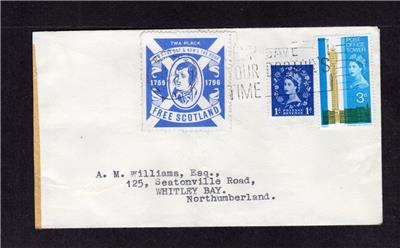 TWA PLACK
1759 1796
FREE SCOTLAND
SAVE
OUR
TIME
1D POSTAGE REVENUE 1D
POST
OFFICE
TOWER
3D
A. M. Williams, Esq.,
125, Seatonville Road,
WHITLEY BAY.
Northumberland.